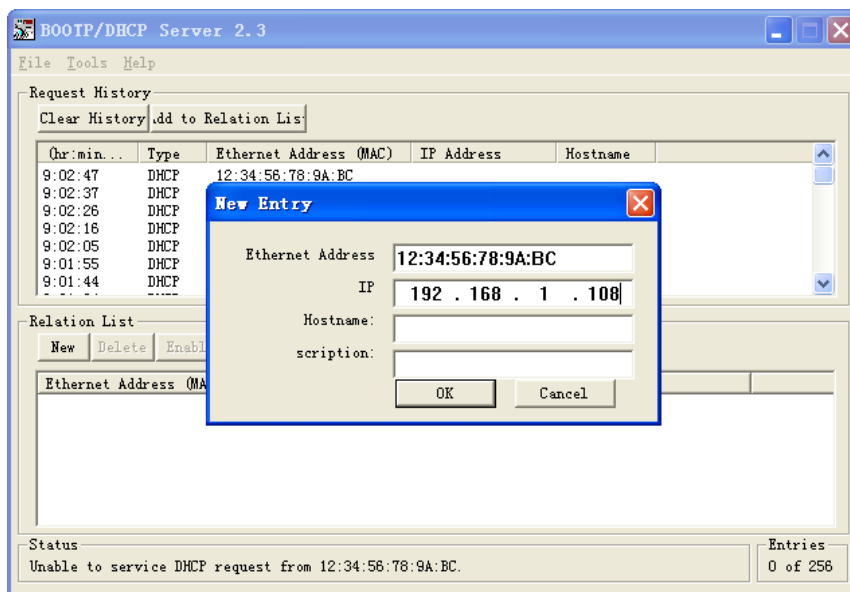 BOOTP/DHCP Server 2.3
File Tools Help
Request History
Clear History dd to Relation Lis
(hr:min... Type Ethernet Address (MAC) IP Address Hostname
9:02:47 DHCP 12:34:56:78:9A:BC
9:02:37 DHCP
9:02:26 DHCP
9:02:16 DHCP
9:02:05 DHCP
9:01:55 DHCP
9:01:44 DHCP
New Entry
Ethernet Address 12:34:56:78:9A:BC
IP 192 . 168 . 1 . 108
Hostname:
scription:
OK Cancel
Relation List
New Delete Enabl
Ethernet Address (MA
Status
Unable to service DHCP request from 12:34:56:78:9A:BC.
Entries
0 of 256